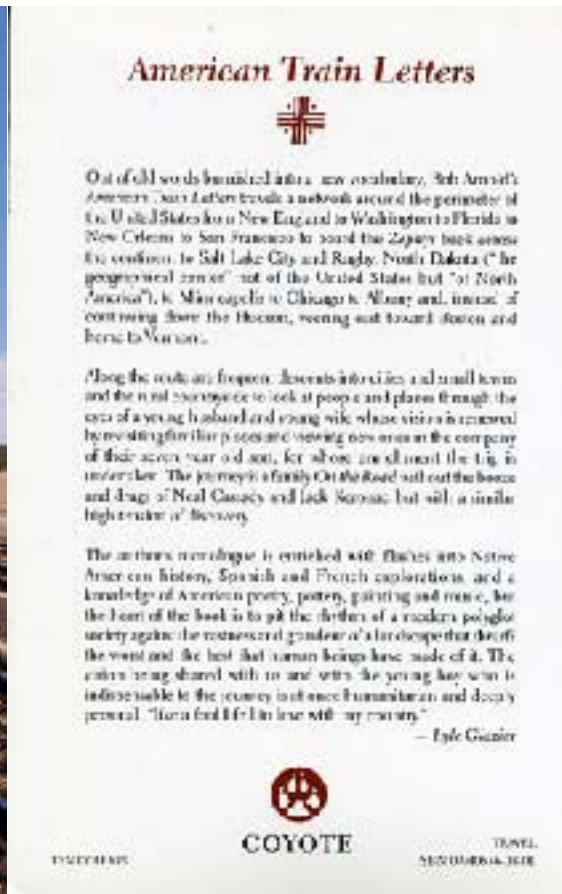 American Train Letters
Out of old words burnished into a new vocabulary, Bob Arnold's
American Train Letters travels a network around the perimeter of
the United States from New England to Washington to Florida to
New Orleans to San Francisco to board the Zephyr back across
the continent to Salt Lake City and Rugby, North Dakota ("the
geographical center" not of the United States but "of North
America"), to Minneapolis to Chicago to Albany and, instead of
continuing down the Hudson, veering east toward Boston and
home to Vermont.
Along the route are frequent descents into cities and small towns
and the rural countryside to look at people and places through the
eyes of a young husband and young wife whose vision is renewed
by revisiting familiar places and viewing new ones in the company
of their seven year old son, for whose enrichment the trip is
undertaken. The journey is a family On the Road without the booze
and drugs of Neal Cassady and Jack Kerouac but with a similar
high tension of discovery.
The author's monologue is enriched with flashes into Native
American history, Spanish and French explorations, and a
knowledge of American poetry, pottery, painting and music, but
the heart of the book is to pit the rhythm of a modern polyglot
society against the vastness and grandeur of a landscape that
the worst and the best that human beings have made of it. The
vision being shared with us and with the young boy who is
indispensable to the journey is at once humanitarian and deeply
personal. "Like a fool I fell in love with my country."
— Lyle Glazier
COYOTE
TRAVEL
ISBN